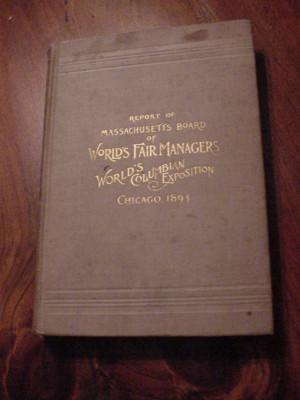 REPORT OF
MASSACHUSETTS BOARD
OF
WORLD'S FAIR MANAGERS
WORLD'S
COLUMBIAN
EXPOSITION
CHICAGO, 1893